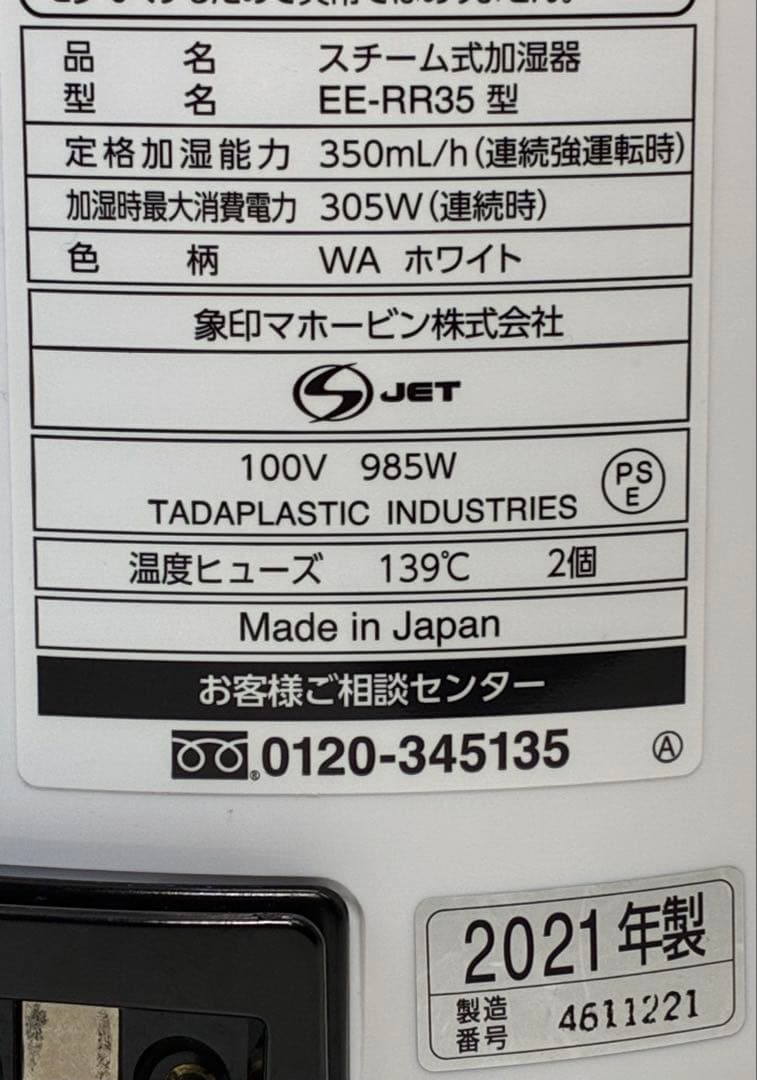 品名 スチーム式加湿器
型名 EE-RR35 型
定格加湿能力 350mL/h(連続強運転時)
加湿時最大消費電力 305W(連続時)
色柄 WA ホワイト
象印マホービン株式会社
S JET
100V 985W
PS
E
TADAPLASTIC INDUSTRIES
温度ヒューズ 139℃ 2個
Made in Japan
お客様ご相談センター
0120-345135 Ⓐ
2021年製
製造
番号 4611221